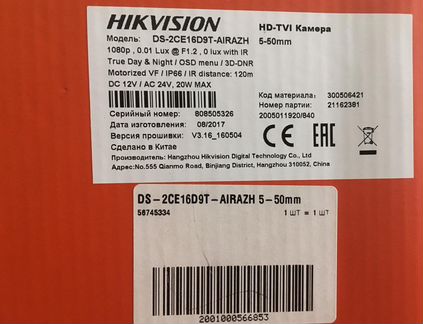 HIKVISION
HD-TVI Камера
Модель: DS-2CE16D9T-AIRAZH 5-50mm
1080p , 0.01 Lux @ F1.2 , 0 lux with IR
True Day & Night / OSD menu / 3D-DNR
Motorized VF / IP66 / IR distance: 120m
DC 12V / AC 24V, 20W MAX
Код материала: 300506421
Номер партии: 21162381
Серийный номер: 808505326
2005011920/840
Дата изготовления: 08/2017
Версия прошивки: V3.16_160504
Сделано в Китае
CE EAC
Производитель: Hangzhou Hikvision Digital Technology Co., Ltd
Адрес:No.555 Qianmo Road, Binjiang District, Hangzhou 310052, China
DS-2CE16D9T-AIRAZH 5-50mm
56745334
1 ШТ = 1 ШТ
2001000566853